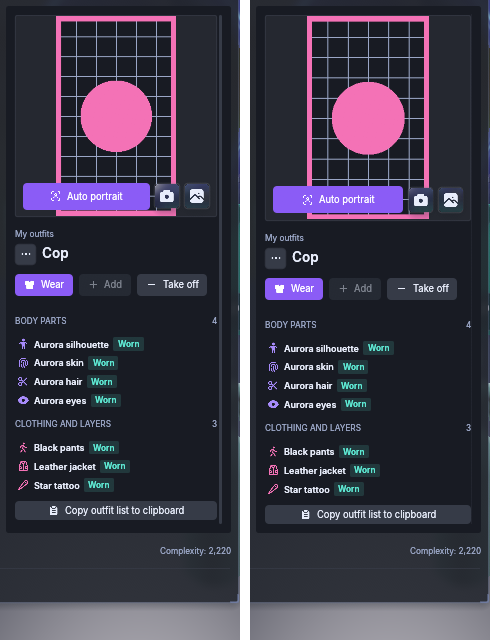 Auto portrait
My outfits
Cop
Wear
Add
Take off
BODY PARTS 4
Aurora silhouette Worn
Aurora skin Worn
Aurora hair Worn
Aurora eyes Worn
CLOTHING AND LAYERS 3
Black pants Worn
Leather jacket Worn
Star tattoo Worn
Copy outfit list to clipboard
Complexity: 2,220
Auto portrait
My outfits
Cop
Wear
Add
Take off
BODY PARTS 4
Aurora silhouette Worn
Aurora skin Worn
Aurora hair Worn
Aurora eyes Worn
CLOTHING AND LAYERS 3
Black pants Worn
Leather jacket Worn
Star tattoo Worn
Copy outfit list to clipboard
Complexity: 2,220